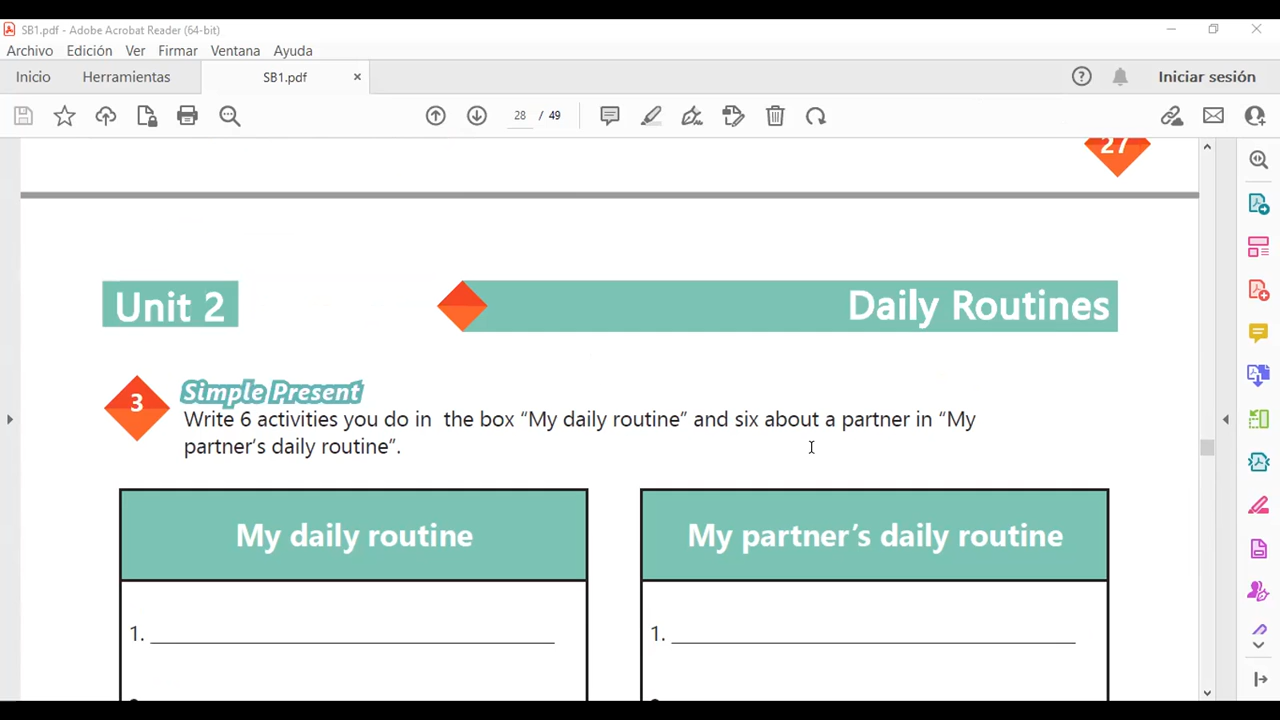 SB1.pdf - Adobe Acrobat Reader (64-bit)
Archivo Edición Ver Firmar Ventana Ayuda
Inicio Herramientas SB1.pdf × Iniciar sesión
28 / 49
27
Unit 2 Daily Routines
3 Simple Present
Write 6 activities you do in the box “My daily routine” and six about a partner in “My
partner’s daily routine”.
My daily routine My partner’s daily routine
1. 1.